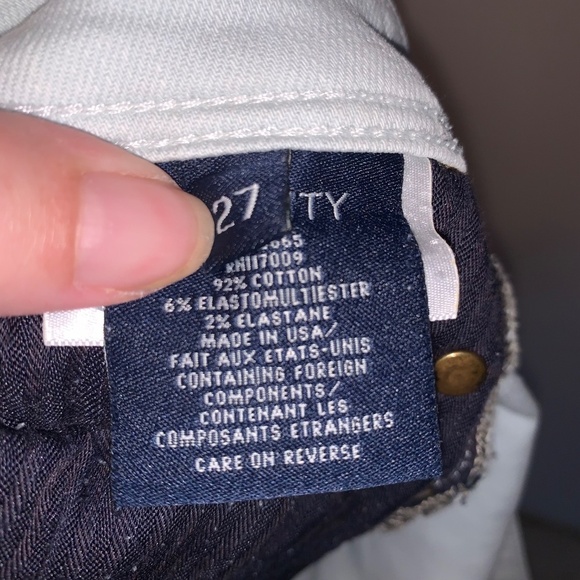 27
TY
065
RN117009
92% COTTON
6% ELASTOMULTIESTER
2% ELASTANE
MADE IN USA/
FAIT AUX ETATS-UNIS
CONTAINING FOREIGN
COMPONENTS/
CONTENANT LES
COMPOSANTS ETRANGERS
CARE ON REVERSE